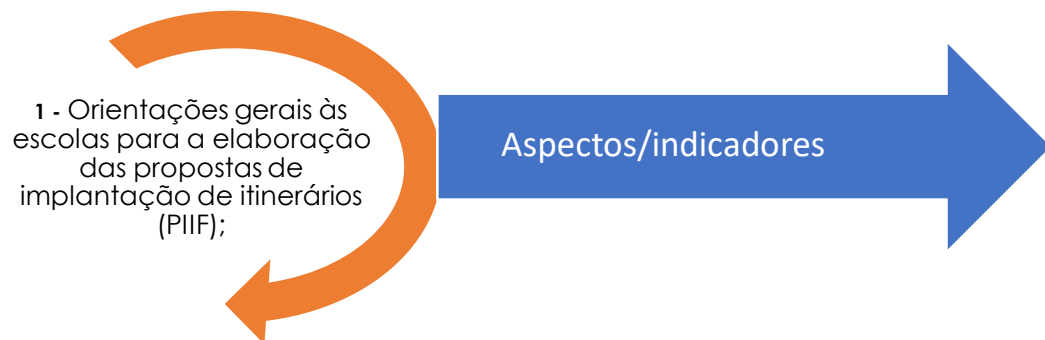 1 - Orientações gerais às
escolas para a elaboração
das propostas de
implantação de itinerários
(PIIF);
Aspectos/indicadores